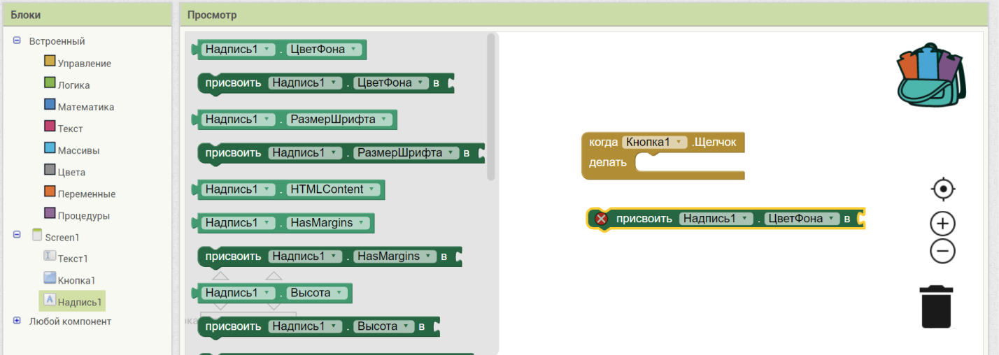 Блоки
Встроенный
Управление
Логика
Математика
Текст
Массивы
Цвета
Переменные
Процедуры
Screen1
Текст1
Кнопка1
Надпись1
Любой компонент
Просмотр
Надпись1 . ЦветФона
присвоить Надпись1 . ЦветФона в
Надпись1 . РазмерШрифта
присвоить Надпись1 . РазмерШрифта в
Надпись1 . HTMLContent
Надпись1 . HasMargins
присвоить Надпись1 . HasMargins в
Надпись1 . Высота
присвоить Надпись1 . Высота в
когда Кнопка1 .Щелчок
делать
присвоить Надпись1 . ЦветФона в